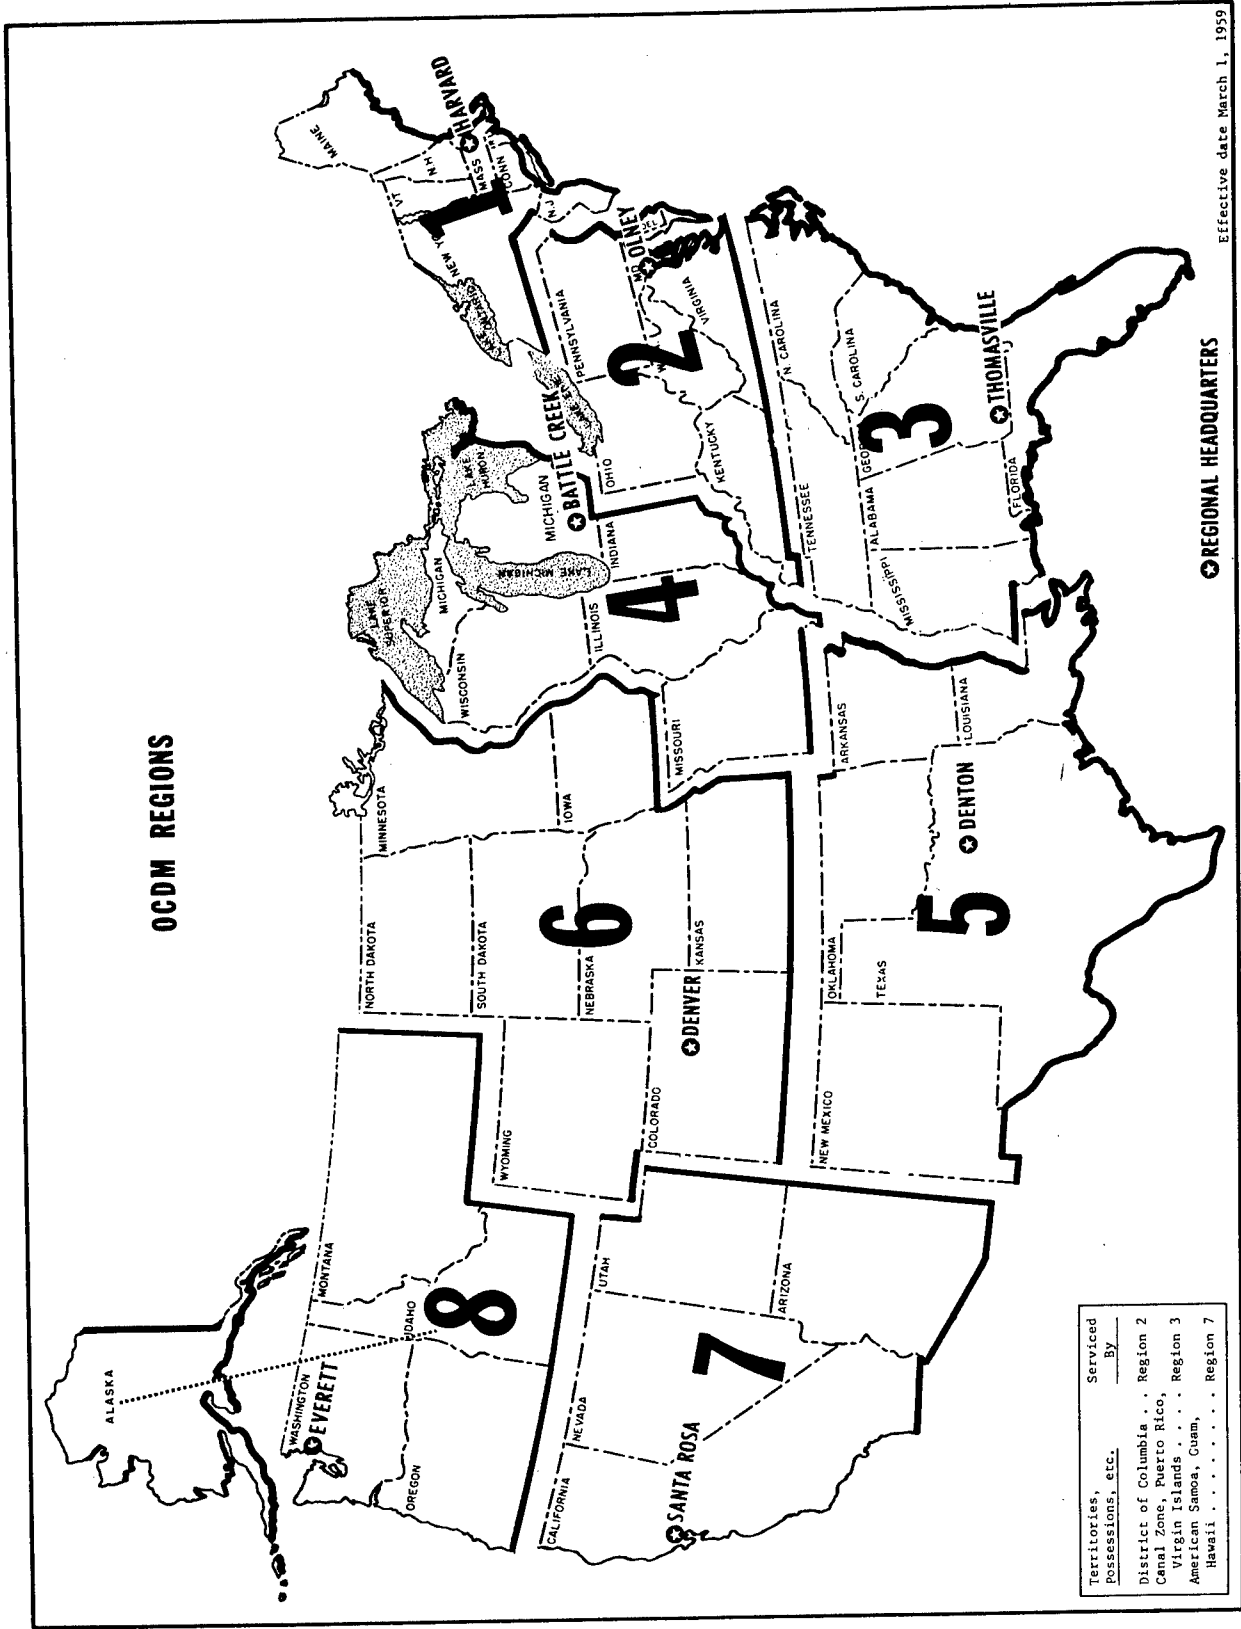 OCDM REGIONS
ALASKA
WASHINGTON
EVERETT
OREGON
IDAHO
MONTANA
8
CALIFORNIA
NEVADA
UTAH
ARIZONA
SANTA ROSA
7
WYOMING
COLORADO
DENVER
NORTH DAKOTA
SOUTH DAKOTA
NEBRASKA
KANSAS
MINNESOTA
IOWA
6
NEW MEXICO
OKLAHOMA
TEXAS
ARKANSAS
LOUISIANA
DENTON
5
LAKE
SUPERIOR
MICHIGAN
WISCONSIN
LAKE MICHIGAN
LAKE
HURON
MICHIGAN
BATTLE CREEK
ILLINOIS
INDIANA
MISSOURI
4
OHIO
KENTUCKY
PENNSYLVANIA
VIRGINIA
MD
OLNEY
DEL
2
TENNESSEE
N. CAROLINA
S. CAROLINA
ALABAMA
MISSISSIPPI
FLORIDA
THOMASVILLE
3
MAINE
VT
N.H
MASS
CONN
N.J
LAKE ONTARIO
HARVARD
1
REGIONAL HEADQUARTERS
Territories,
Possessions, etc. Serviced By
District of Columbia . . Region 2
Canal Zone, Puerto Rico,
Virgin Islands . . . . Region 3
American Samoa, Guam,
Hawaii . . . . . . . . Region 7
Effective date March 1, 1959